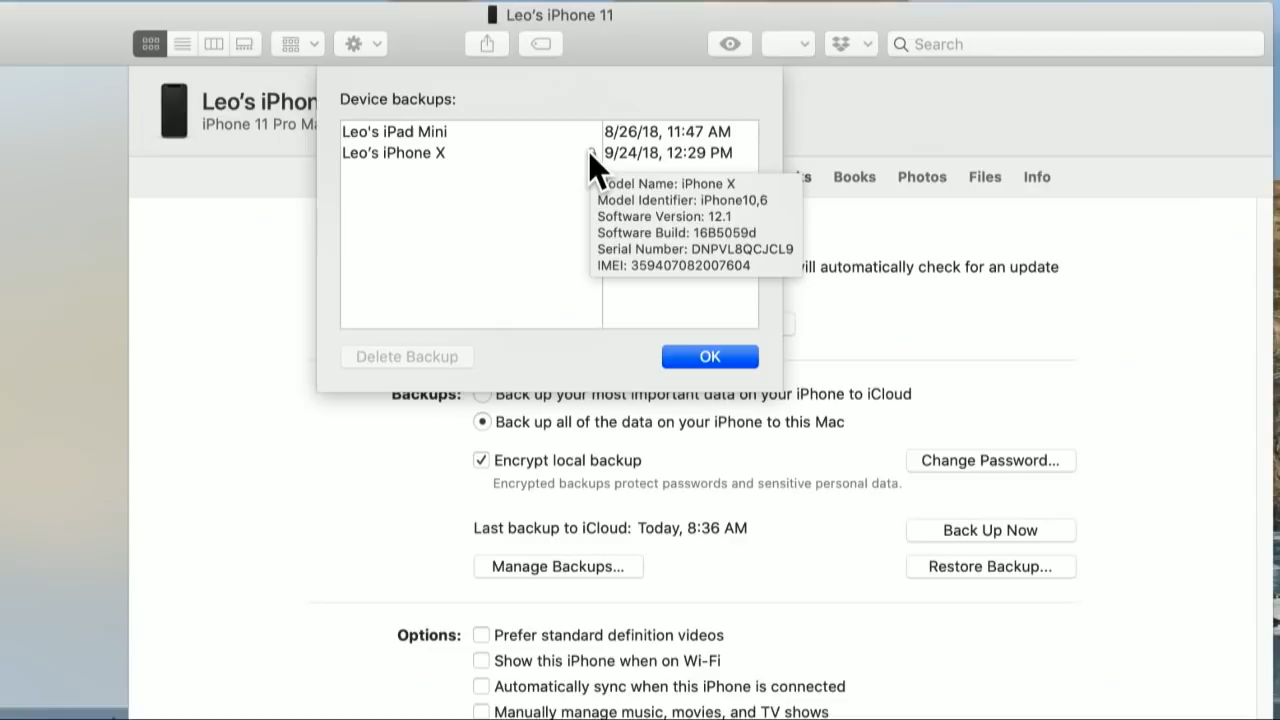 Leo's iPhone 11
Search
Leo's iPhon
iPhone 11 Pro Ma
Device backups:
Leo's iPad Mini 8/26/18, 11:47 AM
Leo's iPhone X 9/24/18, 12:29 PM
Books Photos Files Info
Model Name: iPhone X
Model Identifier: iPhone10,6
Software Version: 12.1
Software Build: 16B5059d
Serial Number: DNPVL8QCJCL9
IMEI: 359407082007604
ill automatically check for an update
Delete Backup OK
Backups: Back up your most important data on your iPhone to iCloud
Back up all of the data on your iPhone to this Mac
Encrypt local backup Change Password...
Encrypted backups protect passwords and sensitive personal data.
Last backup to iCloud: Today, 8:36 AM Back Up Now
Manage Backups... Restore Backup...
Options: Prefer standard definition videos
Show this iPhone when on Wi-Fi
Automatically sync when this iPhone is connected
Manually manage music, movies, and TV shows